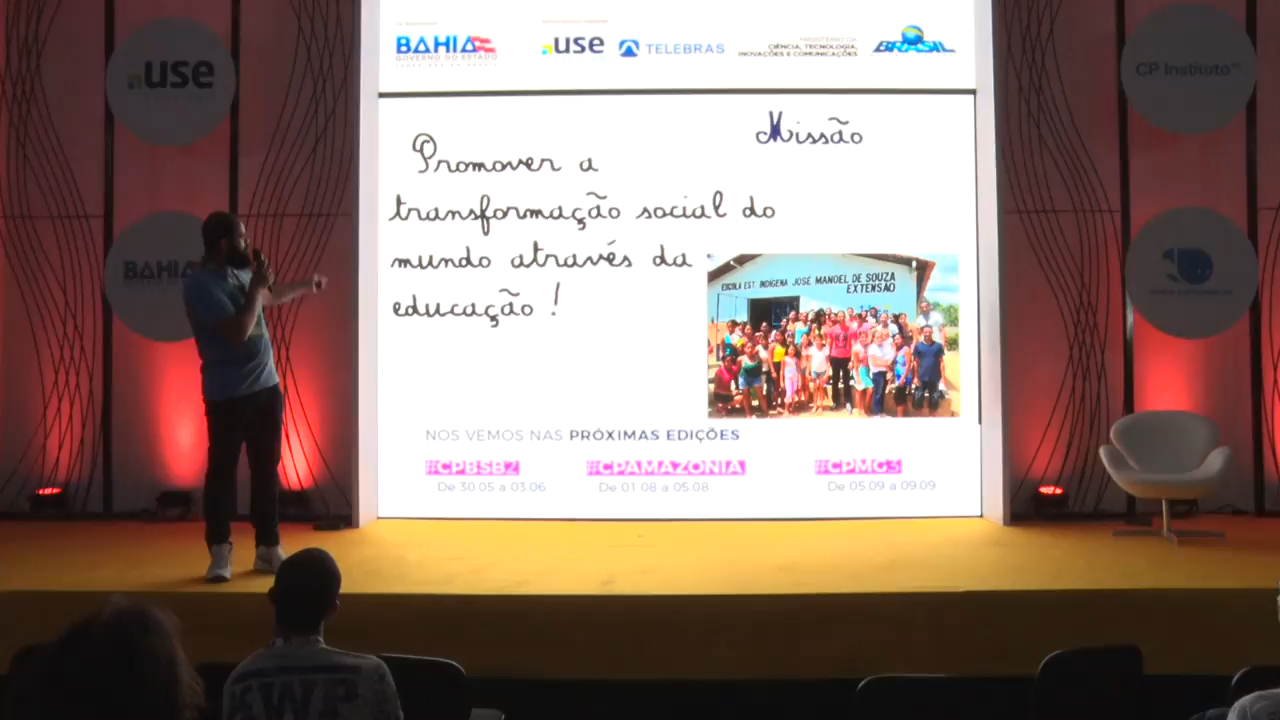 use
BAHIA
BAHIA
GOVERNO DO ESTADO
use
TELEBRAS
MINISTÉRIO DA
CIÊNCIA, TECNOLOGIA,
INOVAÇÕES E COMUNICAÇÕES
BRASIL
CP Instituto
Missão
Promover a
transformação social do
mundo através da
educação !
ESCOLA EST. INDÍGENA JOSÉ MANOEL DE SOUZA
EXTENSÃO
NOS VEMOS NAS PRÓXIMAS EDIÇÕES
#CPBSB2
De 30.05 a 03.06
#CPAMAZONIA
De 01.08 a 05.08
#CPMG3
De 05.09 a 09.09